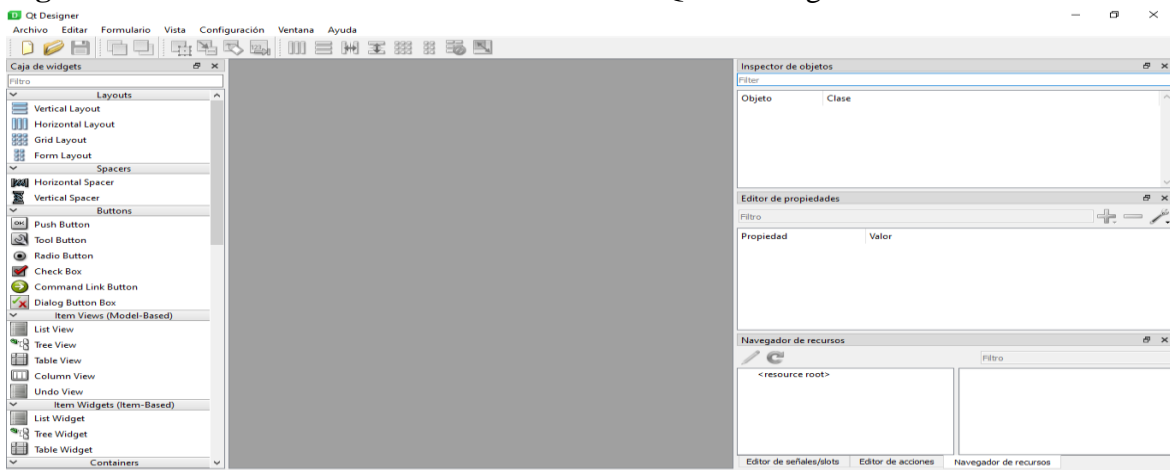 Qt Designer
Archivo Editar Formulario Vista Configuración Ventana Ayuda
Caja de widgets
Filtro
Layouts
Vertical Layout
Horizontal Layout
Grid Layout
Form Layout
Spacers
Horizontal Spacer
Vertical Spacer
Buttons
OK Push Button
Tool Button
Radio Button
Check Box
Command Link Button
Dialog Button Box
Item Views (Model-Based)
List View
Tree View
Table View
Column View
Undo View
Item Widgets (Item-Based)
List Widget
Tree Widget
Table Widget
Containers
Inspector de objetos
Filter
Objeto Clase
Editor de propiedades
Filtro
Propiedad Valor
Navegador de recursos
Filtro
<resource root>
Editor de señales/slots Editor de acciones Navegador de recursos